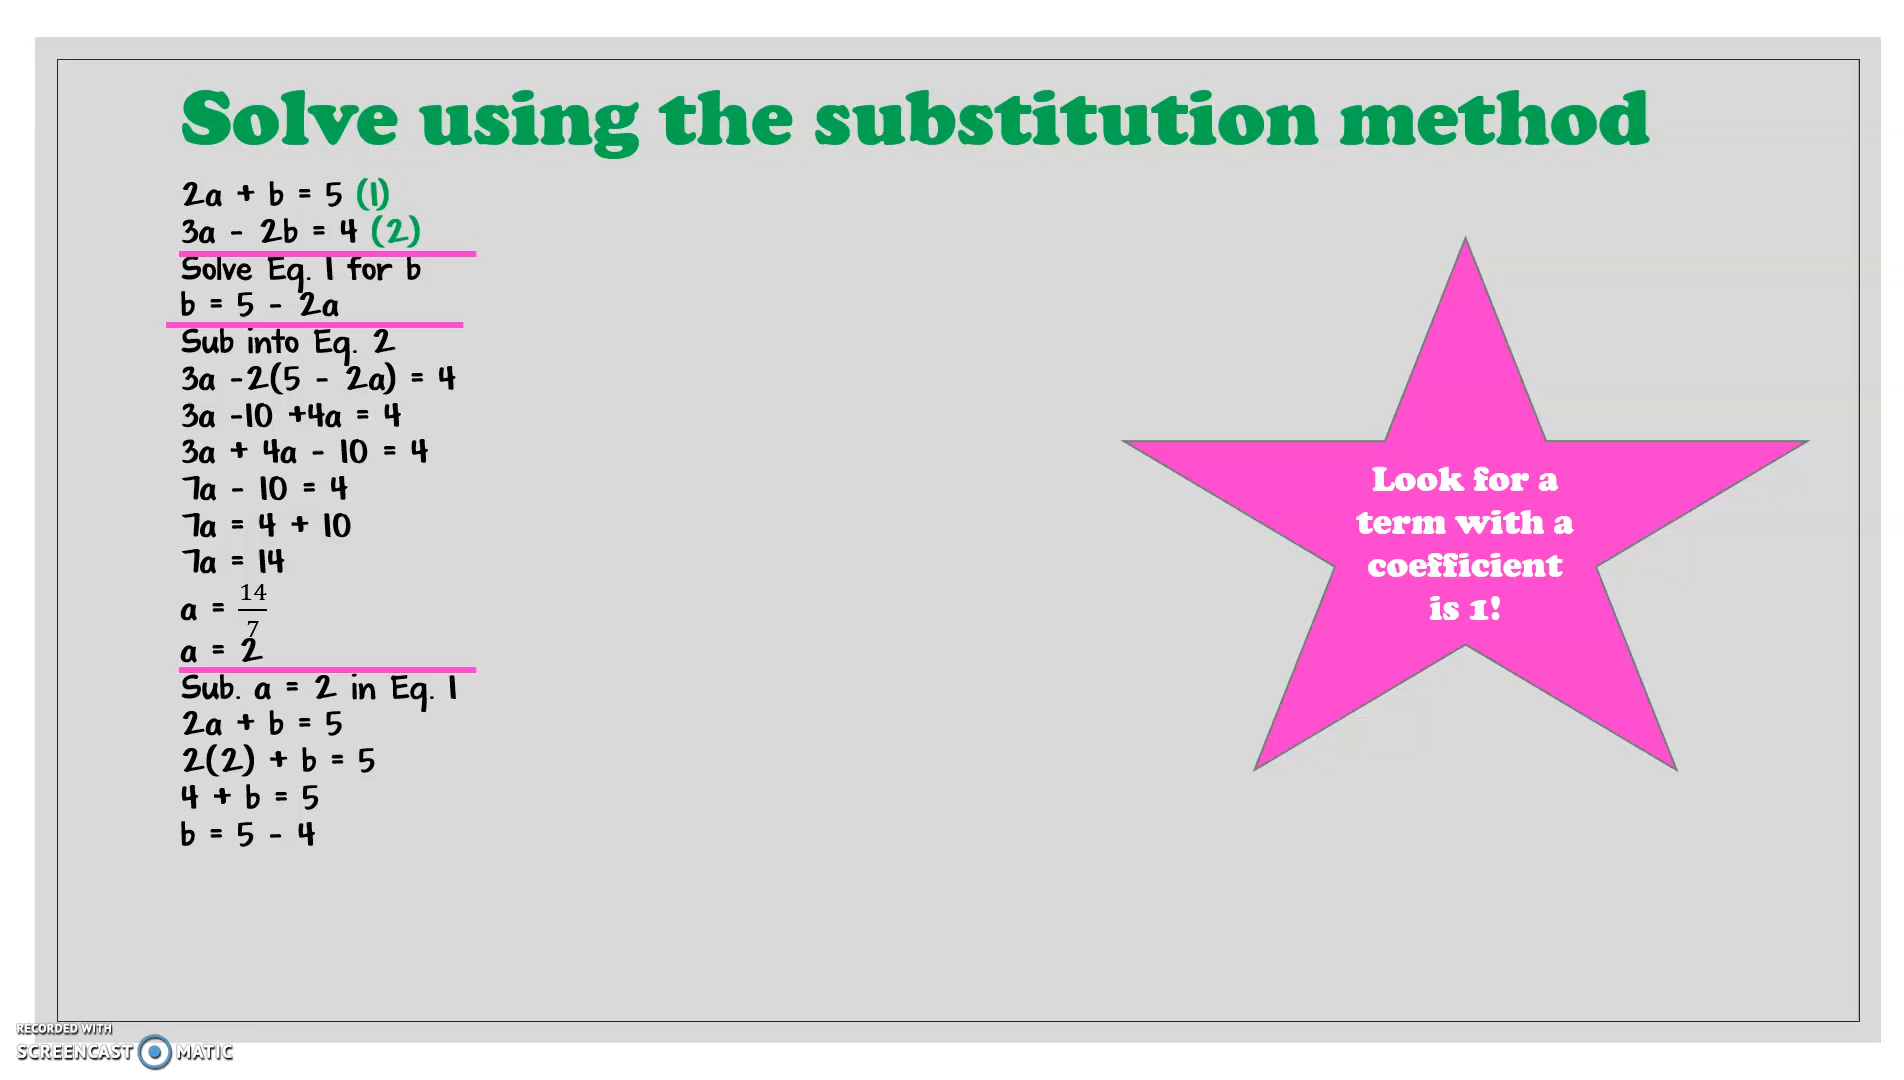 Solve using the substitution method
2a + b = 5 (1)
3a - 2b = 4 (2)
Solve Eq. 1 for b
b = 5 - 2a
Sub into Eq. 2
3a -2(5 - 2a) = 4
3a -10 +4a = 4
3a + 4a - 10 = 4
7a - 10 = 4
7a = 4 + 10
7a = 14
a = 14/7
a = 2
Sub. a = 2 in Eq. 1
2a + b = 5
2(2) + b = 5
4 + b = 5
b = 5 - 4
Look for a
term with a
coefficient
is 1!
RECORDED WITH
SCREENCAST MATIC